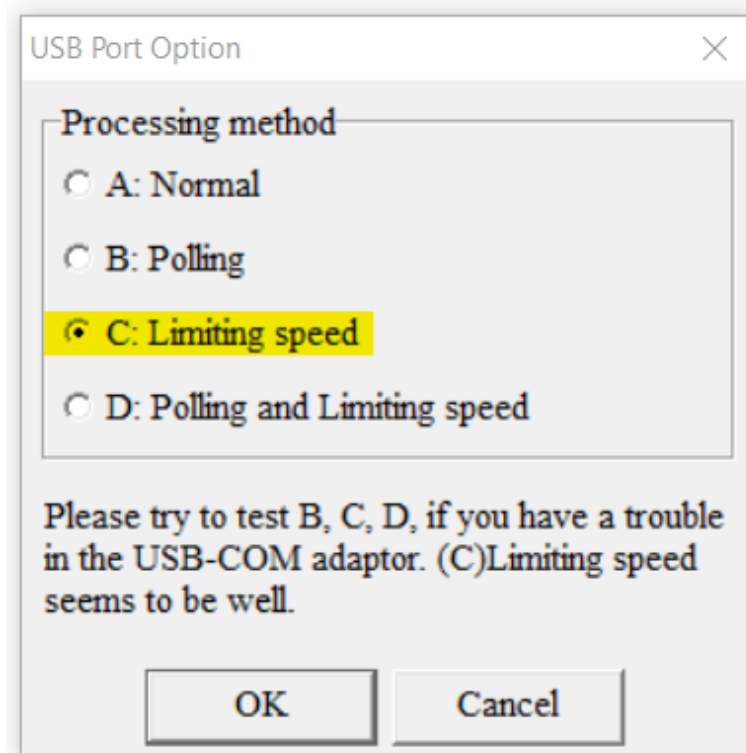 USB Port Option
Processing method
A: Normal
B: Polling
C: Limiting speed
D: Polling and Limiting speed
Please try to test B, C, D, if you have a trouble
in the USB-COM adaptor. (C)Limiting speed
seems to be well.
OK
Cancel